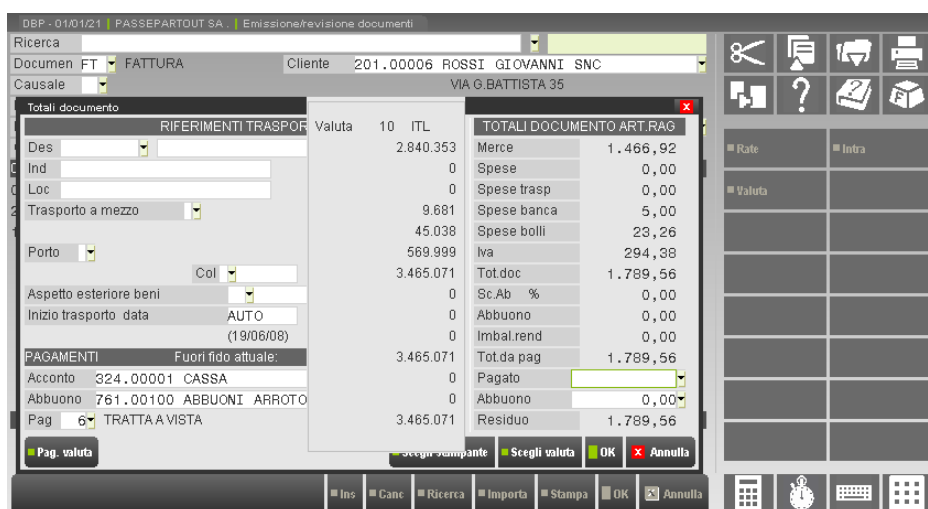 DBP - 01/01/21 | PASSEPARTOUT SA . | Emissione/revisione documenti
Ricerca
Documen FT FATTURA Cliente 201.00006 ROSSI GIOVANNI SNC
Causale VIA G.BATTISTA 35
Totali documento
RIFERIMENTI TRASPOR Valuta 10 ITL TOTALI DOCUMENTO ART.RAG
Des 2.840.353 Merce 1.466,92
Ind 0 Spese 0,00
Loc 0 Spese trasp 0,00
Trasporto a mezzo 9.681 Spese banca 5,00
45.038 Spese bolli 23,26
Porto 569.999 Iva 294,38
Col 3.465.071 Tot.doc 1.789,56
Aspetto esteriore beni 0 Sc.Ab % 0,00
Inizio trasporto data AUTO 0 Abbuono 0,00
(19/06/08) 0 Imbal.rend 0,00
PAGAMENTI Fuori fido attuale: 3.465.071 Tot.da pag 1.789,56
Acconto 324.00001 CASSA 0 Pagato
Abbuono 761.00100 ABBUONI ARROTO 0 Abbuono 0,00
Pag 6 TRATTA A VISTA 3.465.071 Residuo 1.789,56
Pag. valuta Scegli stampante Scegli valuta OK Annulla
Ins Canc Ricerca Importa Stampa OK Annulla
Rate Intra
Valuta